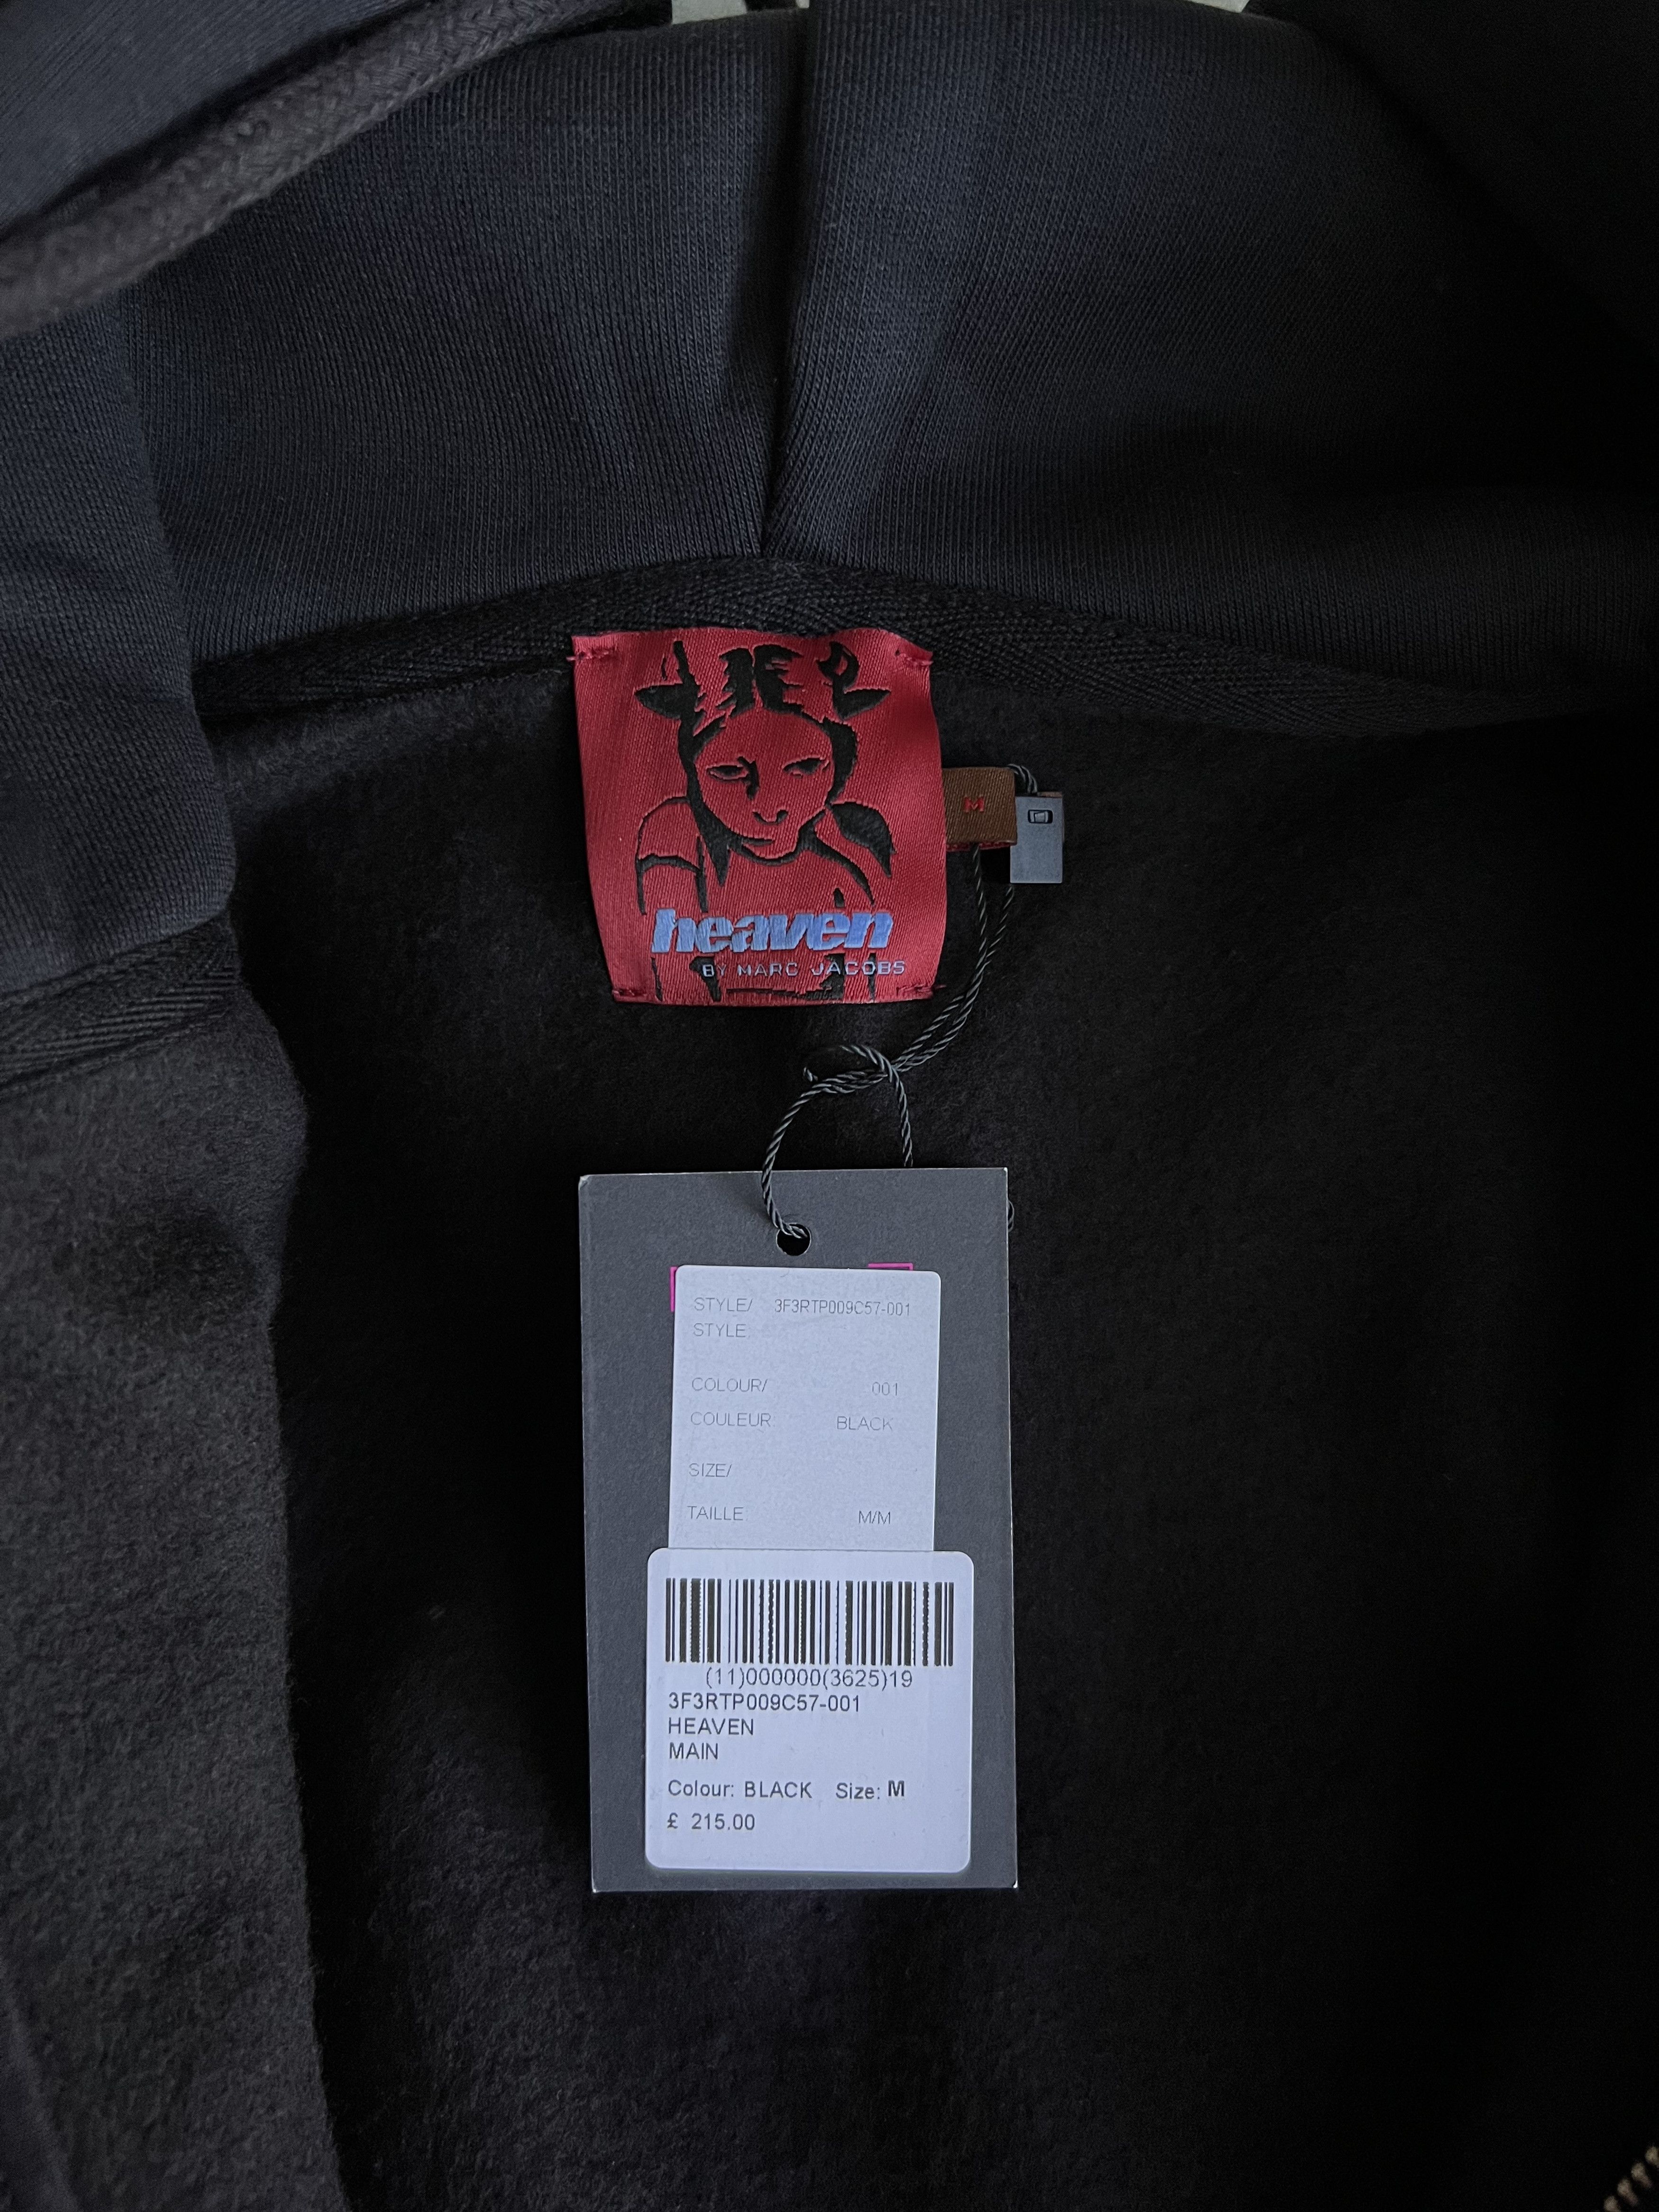 heaven
BY MARC JACOBS
M
STYLE/ 3F3RTP009C57-001
STYLE:
COLOUR/ 001
COULEUR: BLACK
SIZE/
TAILLE: M/M
(11)000000(3625)19
3F3RTP009C57-001
HEAVEN
MAIN
Colour: BLACK Size: M
£ 215.00